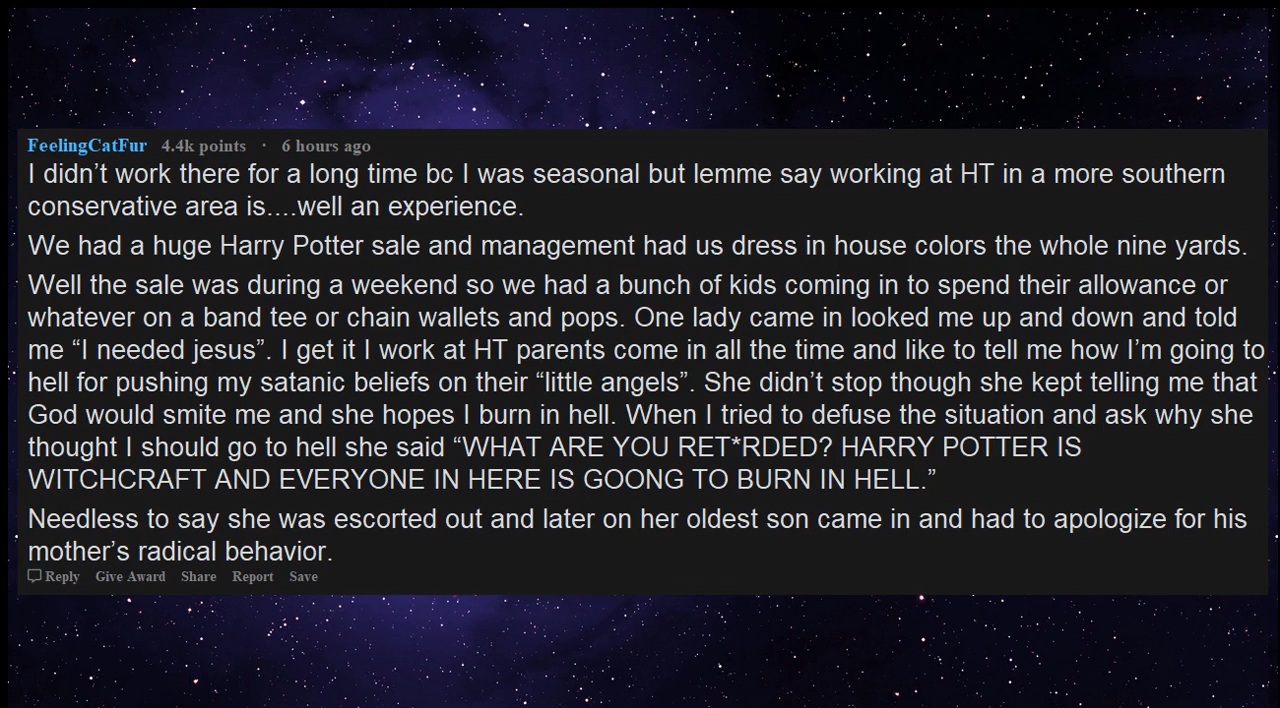 FeelingCatFur 4.4k points · 6 hours ago
I didn’t work there for a long time bc I was seasonal but lemme say working at HT in a more southern
conservative area is....well an experience.
We had a huge Harry Potter sale and management had us dress in house colors the whole nine yards.
Well the sale was during a weekend so we had a bunch of kids coming in to spend their allowance or
whatever on a band tee or chain wallets and pops. One lady came in looked me up and down and told
me “I needed jesus”. I get it I work at HT parents come in all the time and like to tell me how I’m going to
hell for pushing my satanic beliefs on their “little angels”. She didn’t stop though she kept telling me that
God would smite me and she hopes I burn in hell. When I tried to defuse the situation and ask why she
thought I should go to hell she said “WHAT ARE YOU RET*RDED? HARRY POTTER IS
WITCHCRAFT AND EVERYONE IN HERE IS GOONG TO BURN IN HELL.”
Needless to say she was escorted out and later on her oldest son came in and had to apologize for his
mother’s radical behavior.
Reply Give Award Share Report Save